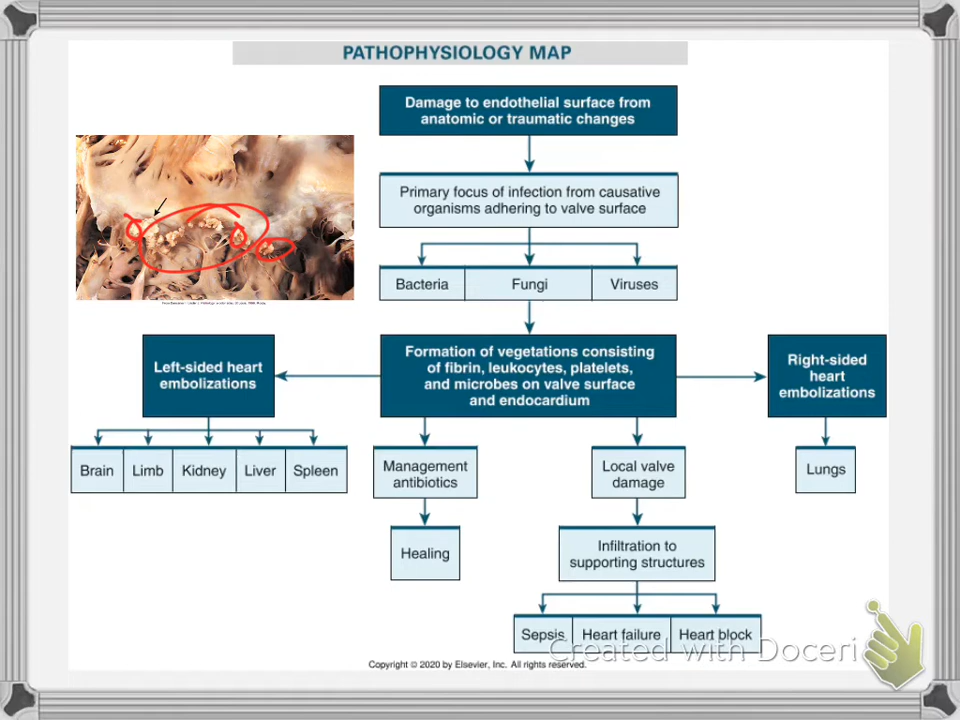 PATHOPHYSIOLOGY MAP
Damage to endothelial surface from
anatomic or traumatic changes
Primary focus of infection from causative
organisms adhering to valve surface
Bacteria
Fungi
Viruses
Left-sided heart
embolizations
Formation of vegetations consisting
of fibrin, leukocytes, platelets,
and microbes on valve surface
and endocardium
Right-sided
heart
embolizations
Brain
Limb
Kidney
Liver
Spleen
Management
antibiotics
Local valve
damage
Lungs
Healing
Infiltration to
supporting structures
Sepsis
Heart failure
Heart block
Created with Doceri
Copyright © 2020 by Elsevier, Inc. All rights reserved.